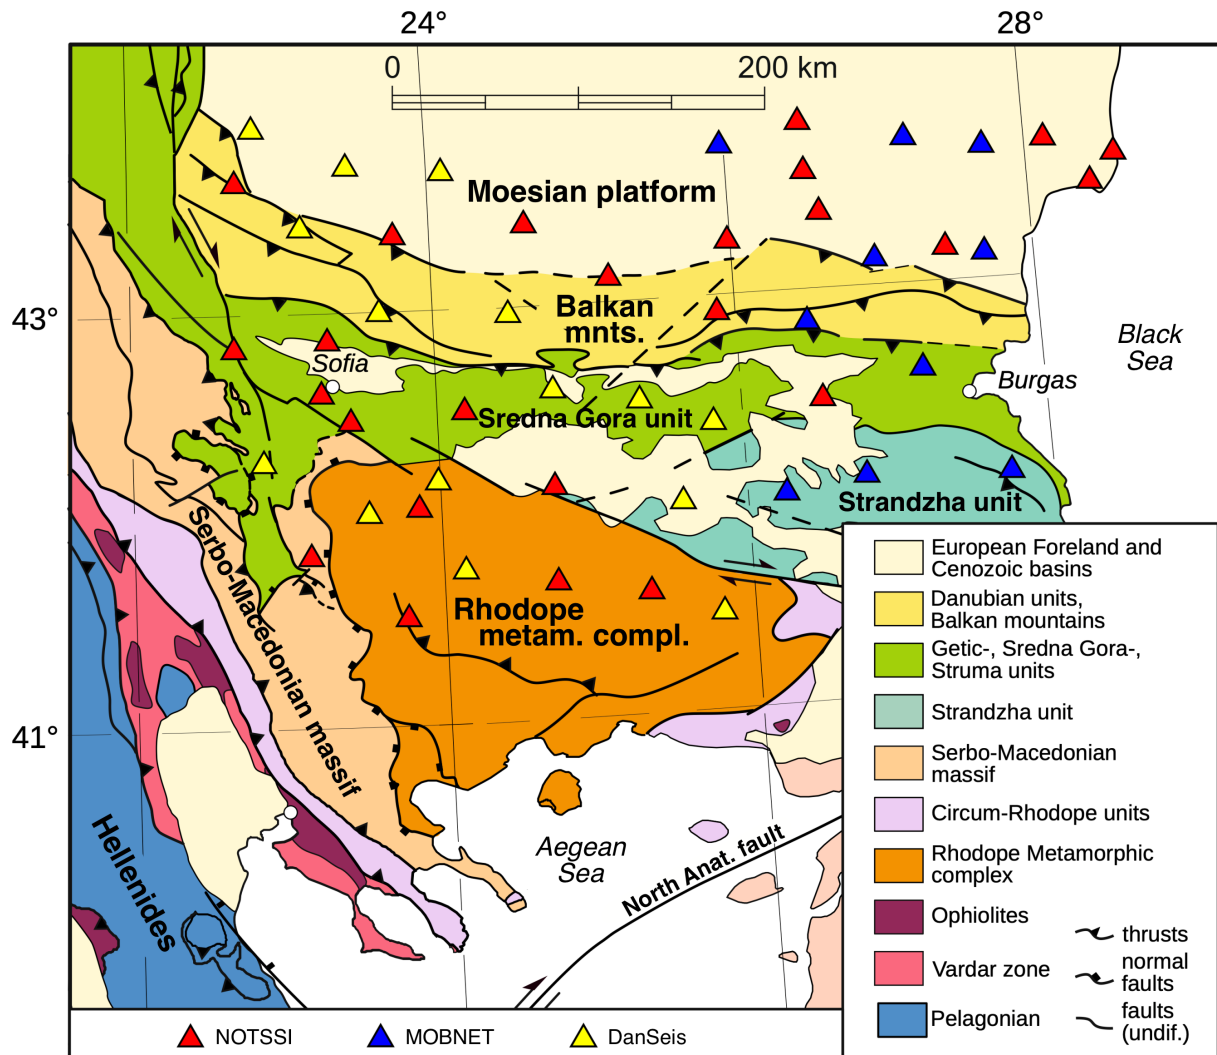 24°
28°
0
200 km
Moesian platform
43°
Balkan
mnts.
Black
Sea
Sofia
Burgas
Sredna Gora unit
Strandzha unit
Serbo-Macedonian massif
Rhodope
metam. compl.
41°
Hellenides
Aegean
Sea
North Anat. fault
European Foreland and
Cenozoic basins
Danubian units,
Balkan mountains
Getic-, Sredna Gora-,
Struma units
Strandzha unit
Serbo-Macedonian
massif
Circum-Rhodope units
Rhodope Metamorphic
complex
Ophiolites
Vardar zone
Pelagonian
thrusts
normal
faults
faults
(undif.)
NOTSSI
MOBNET
DanSeis